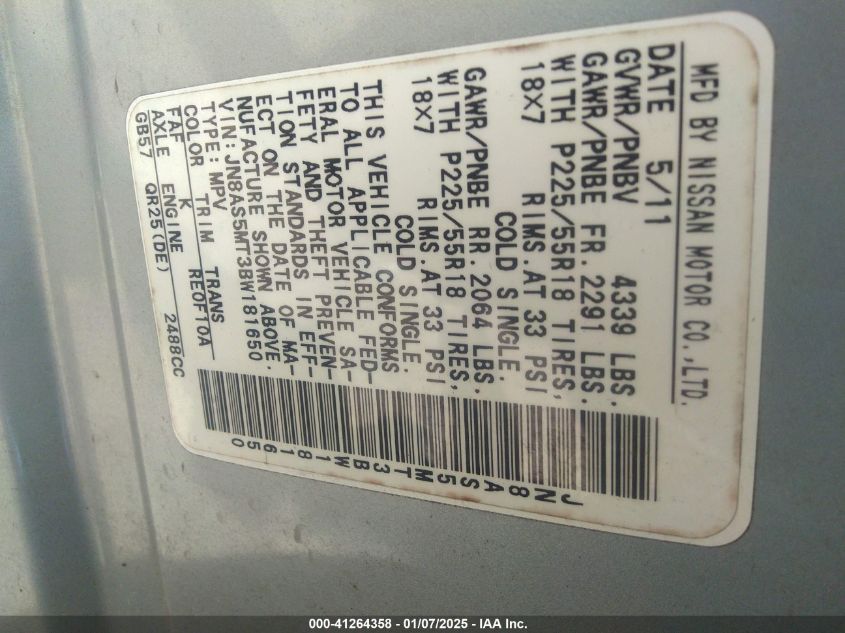 MFD BY NISSAN MOTOR CO.,LTD.
DATE 5/11
GVWR/PNBV 4339 LBS.
GAWR/PNBE FR. 2291 LBS.
WITH P225/55R18 TIRES,
18X7 RIMS.AT 33 PSI
COLD SINGLE.
GAWR/PNBE RR. 2064 LBS.
WITH P225/55R18 TIRES,
18X7 RIMS.AT 33 PSI
COLD SINGLE.
THIS VEHICLE CONFORMS
TO ALL APPLICABLE FED-
ERAL MOTOR VEHICLE SA-
FETY AND THEFT PREVEN-
TION STANDARDS IN EFF-
ECT ON THE DATE OF MA-
NUFACTURE SHOWN ABOVE.
VIN: JN8AS5MT3BW181650
TYPE: MPV
COLOR TRIM TRANS
FAF K RE0F10A
AXLE ENGINE
GB57 QR25(DE) 2488CC
JN8AS5MT3BW181650
000-41264358 - 01/07/2025 - IAA Inc.